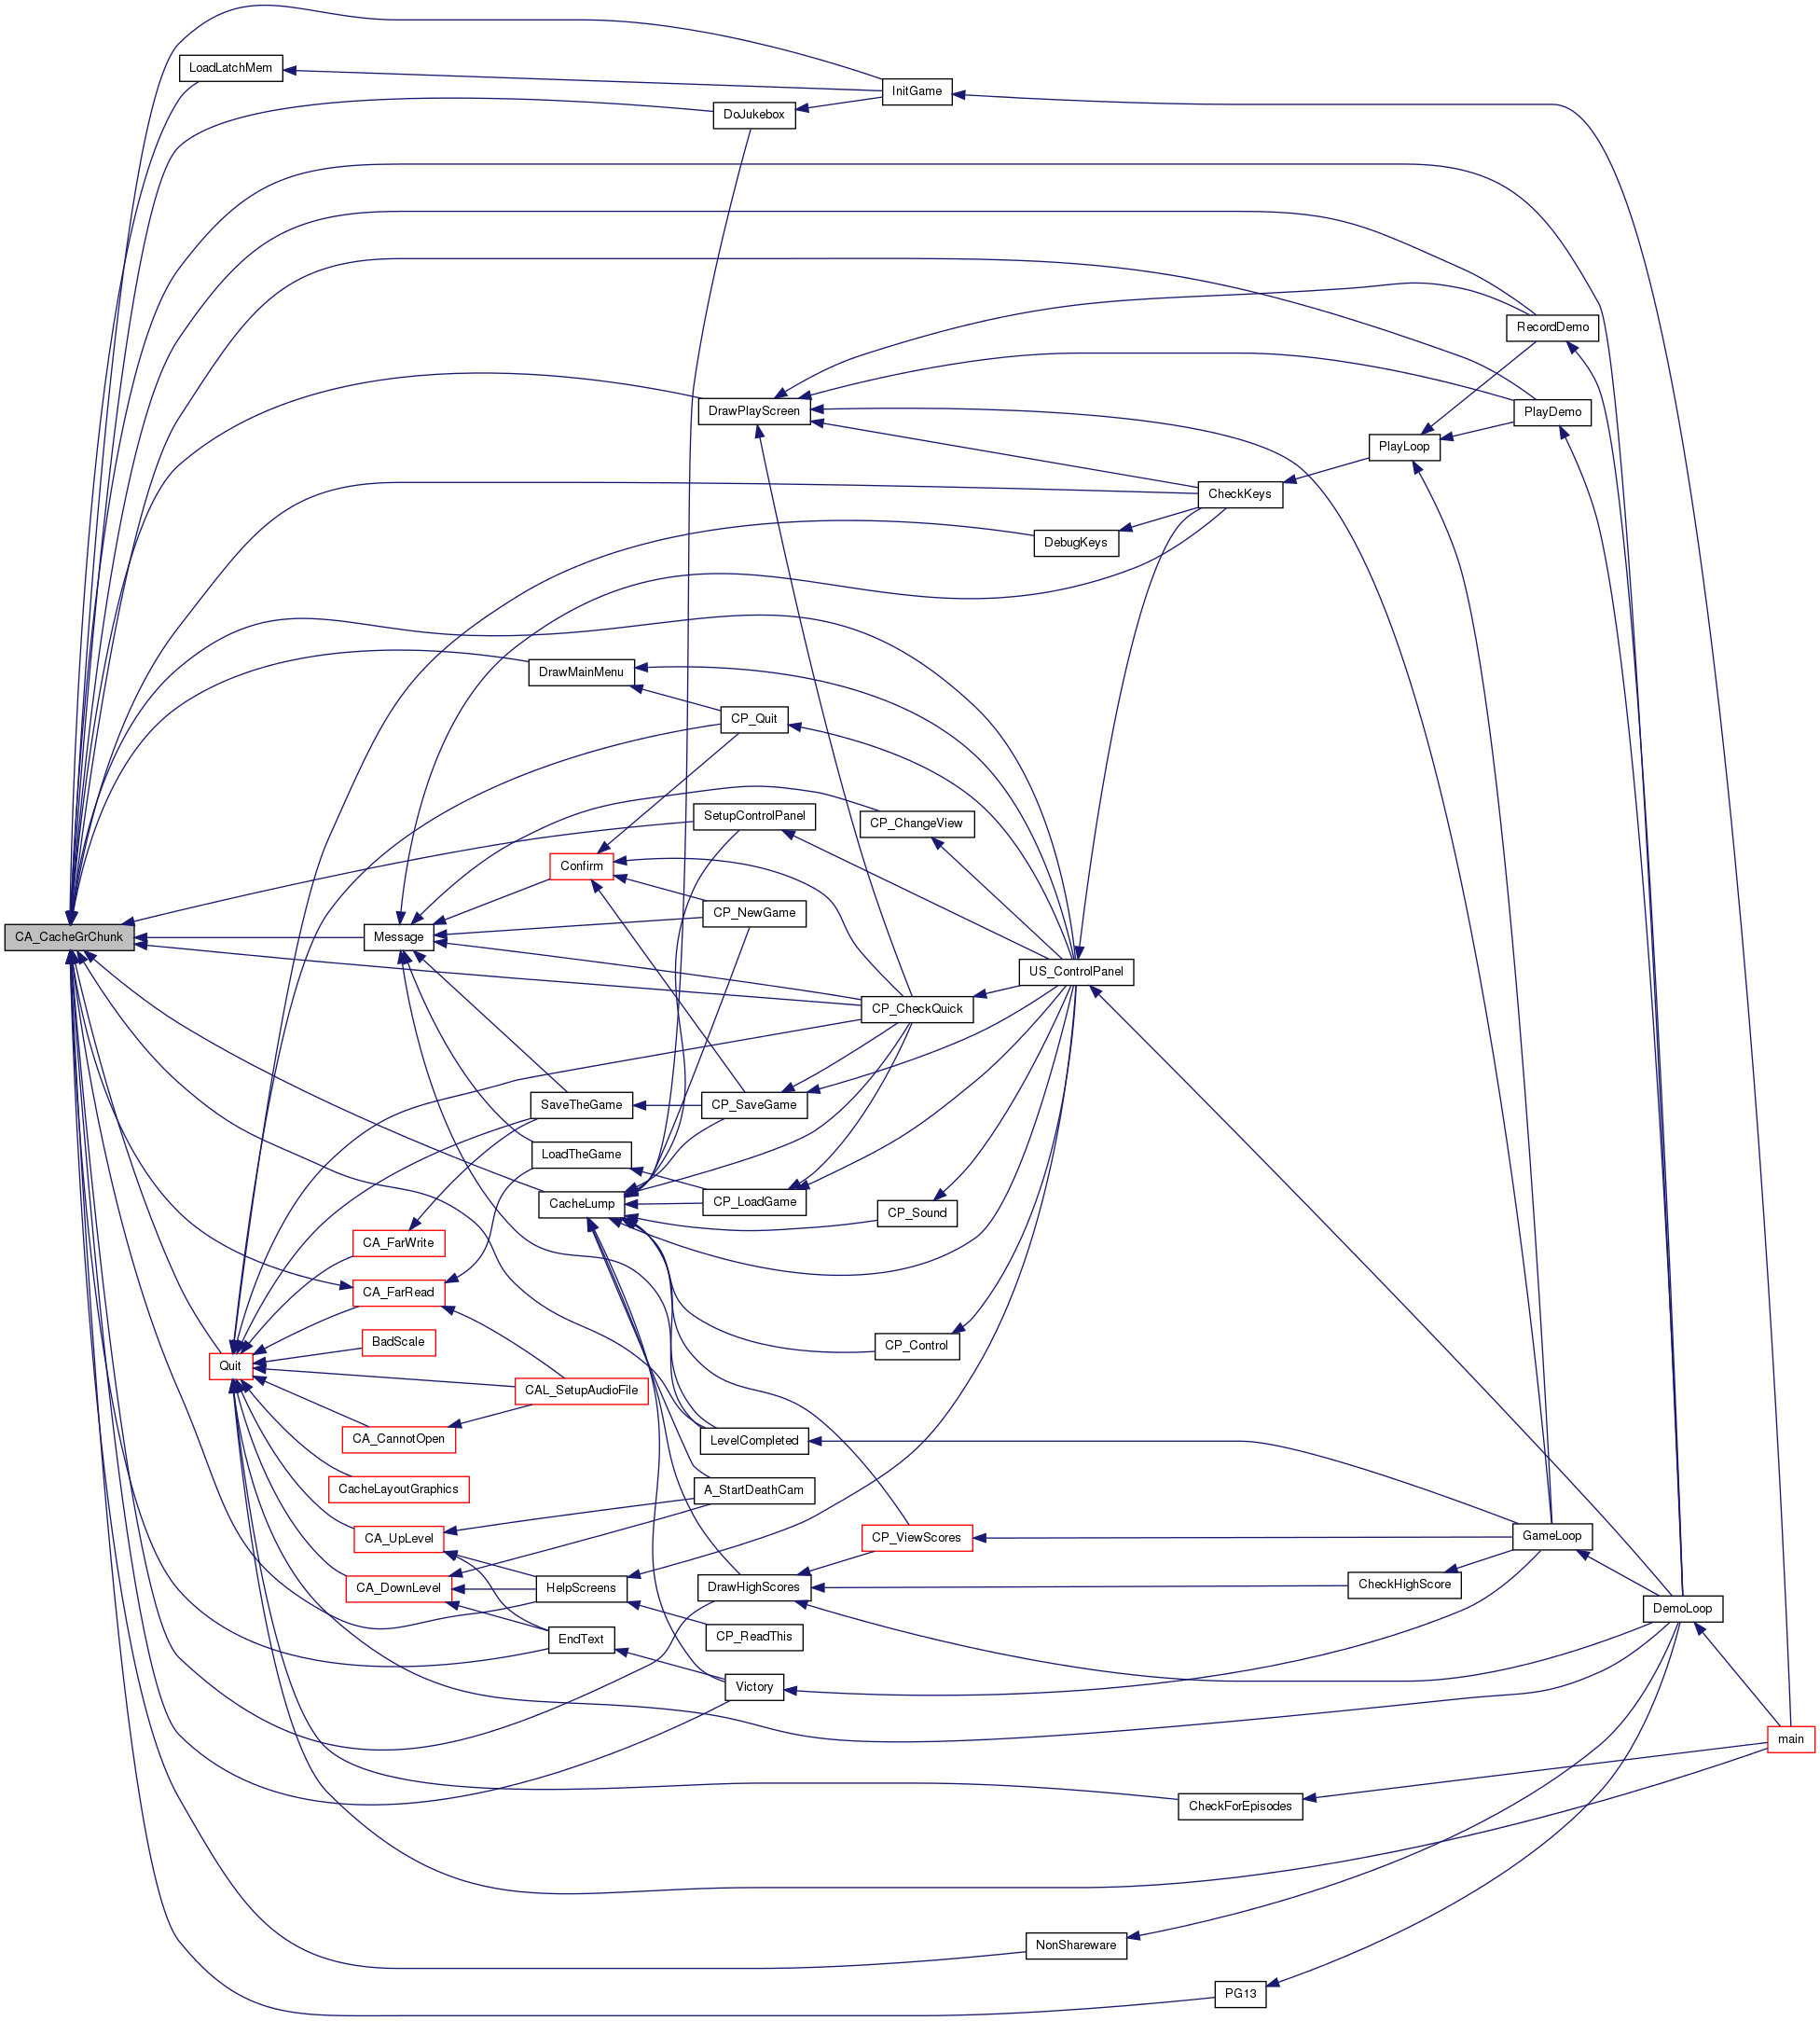 LoadLatchMem
InitGame
DoJukebox
RecordDemo
DrawPlayScreen
PlayDemo
PlayLoop
CheckKeys
DebugKeys
DrawMainMenu
CP_Quit
SetupControlPanel
CP_ChangeView
Confirm
CP_NewGame
CA_CacheGrChunk
Message
US_ControlPanel
CP_CheckQuick
SaveTheGame
CP_SaveGame
LoadTheGame
CacheLump
CP_LoadGame
CP_Sound
CA_FarWrite
CA_FarRead
BadScale
CP_Control
Quit
CAL_SetupAudioFile
CA_CannotOpen
LevelCompleted
CacheLayoutGraphics
A_StartDeathCam
CA_UpLevel
CP_ViewScores
GameLoop
CA_DownLevel
HelpScreens
DrawHighScores
CheckHighScore
DemoLoop
EndText
CP_ReadThis
Victory
main
CheckForEpisodes
NonShareware
PG13